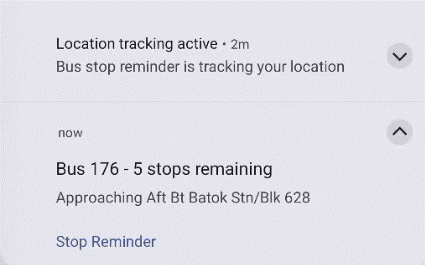 Location tracking active • 2m
Bus stop reminder is tracking your location
now
Bus 176 - 5 stops remaining
Approaching Aft Bt Batok Stn/Blk 628
Stop Reminder